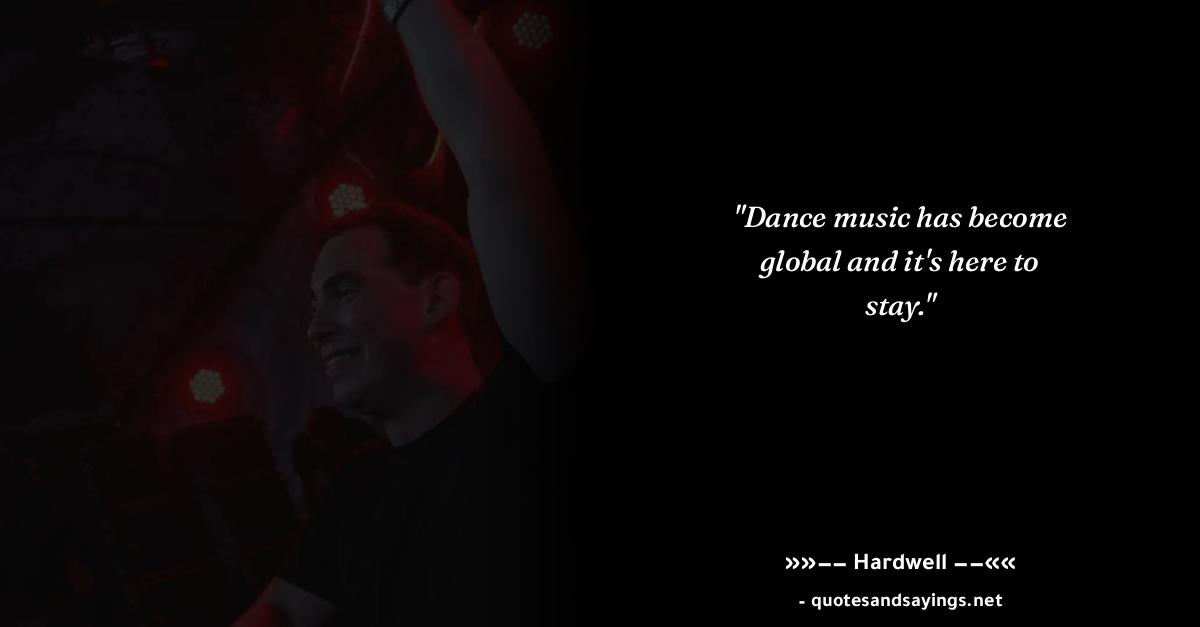 "Dance music has become
global and it's here to
stay."
»»−− Hardwell −−««
- quotesandsayings.net